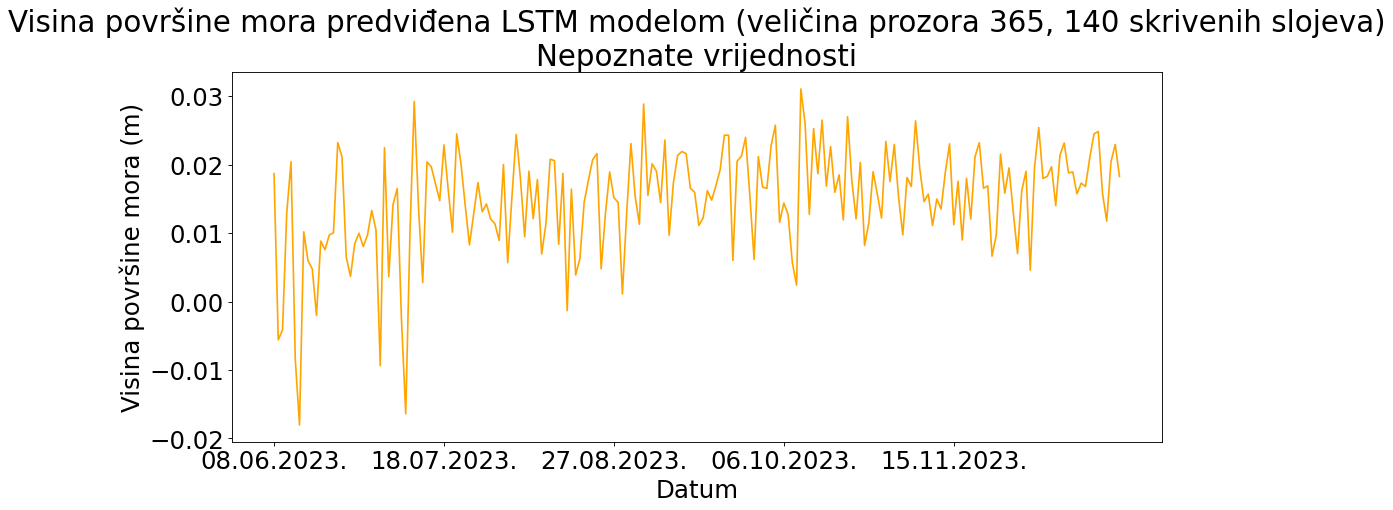 Visina površine mora predviđena LSTM modelom (veličina prozora 365, 140 skrivenih slojeva)
Nepoznate vrijednosti
Visina površine mora (m)
0.03
0.02
0.01
0.00
−0.01
−0.02
08.06.2023. 18.07.2023. 27.08.2023. 06.10.2023. 15.11.2023.
Datum